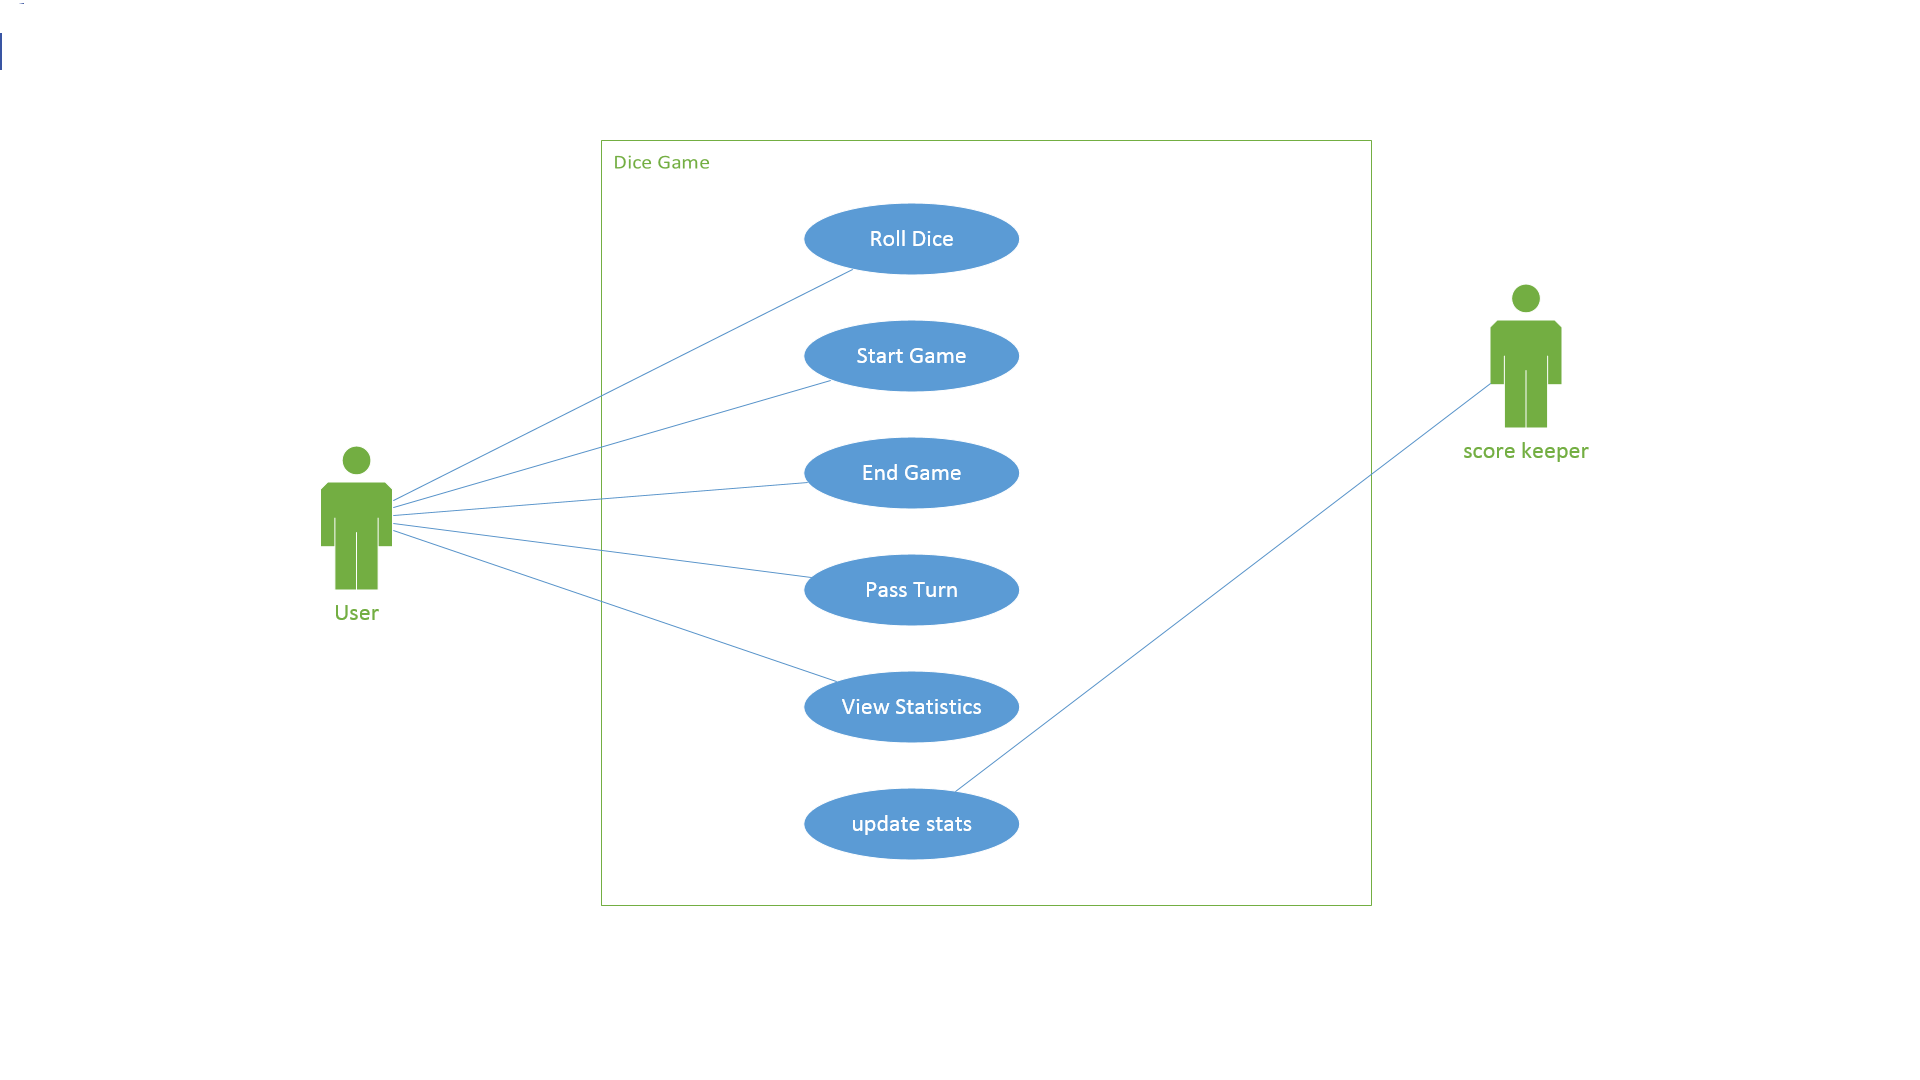 Dice Game
Roll Dice
Start Game
End Game
Pass Turn
View Statistics
update stats
User
score keeper